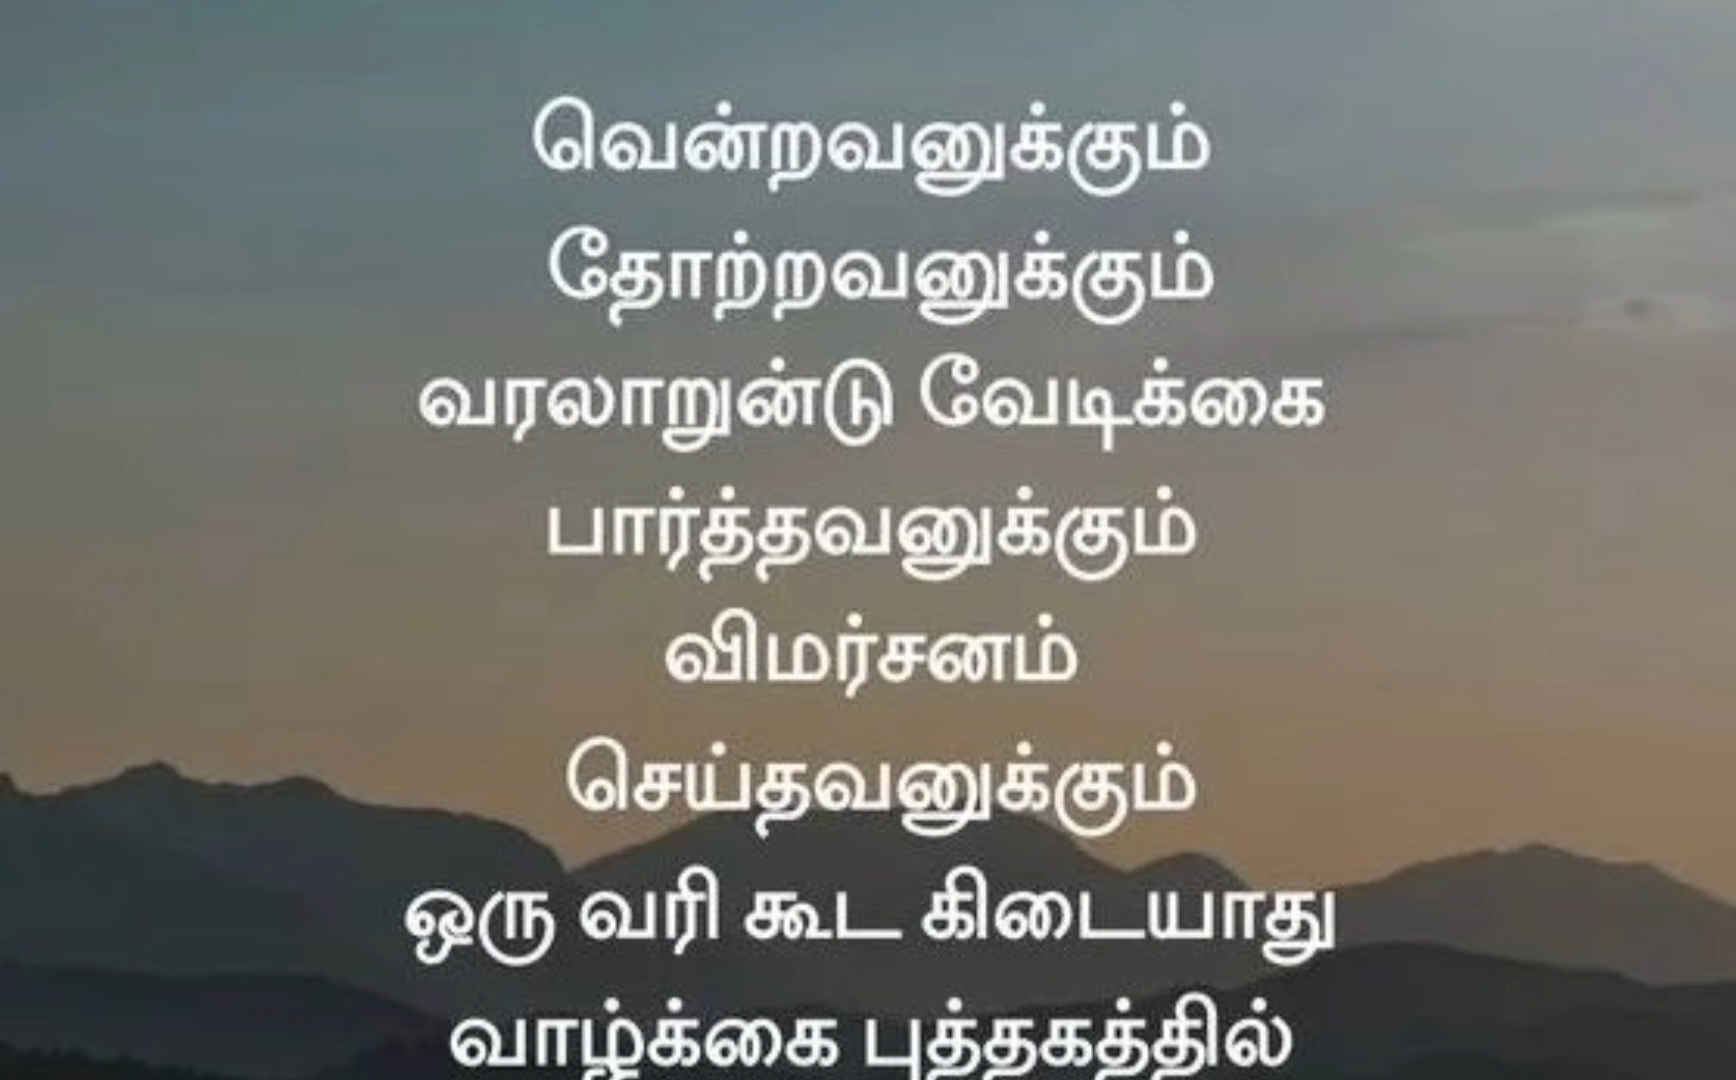 வென்றவனுக்கும்
தோற்றவனுக்கும்
வரலாறுன்டு வேடிக்கை
பார்த்தவனுக்கும்
விமர்சனம்
செய்தவனுக்கும்
ஒரு வரி கூட கிடையாது
வாழ்க்கை புத்தகத்தில்